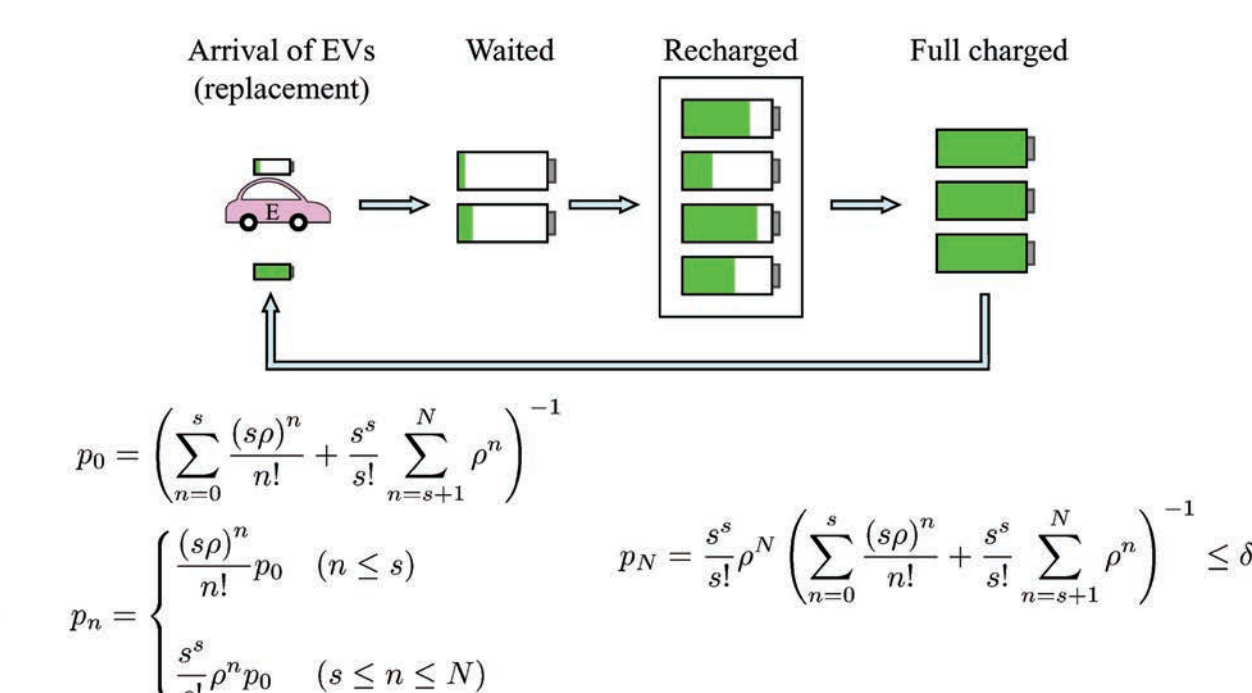 Arrival of EVs (replacement)
Waited
Recharged
Full charged
E
p_0 = \left( \sum_{n=0}^{s} \frac{(s\rho)^n}{n!} + \frac{s^s}{s!} \sum_{n=s+1}^{N} \rho^n \right)^{-1}
p_n = \begin{cases} \frac{(s\rho)^n}{n!} p_0 & (n \leq s) \\ \frac{s^s}{s!} \rho^n p_0 & (s \leq n \leq N) \end{cases}
p_N = \frac{s^s}{s!} \rho^N \left( \sum_{n=0}^{s} \frac{(s\rho)^n}{n!} + \frac{s^s}{s!} \sum_{n=s+1}^{N} \rho^n \right)^{-1} \leq \delta